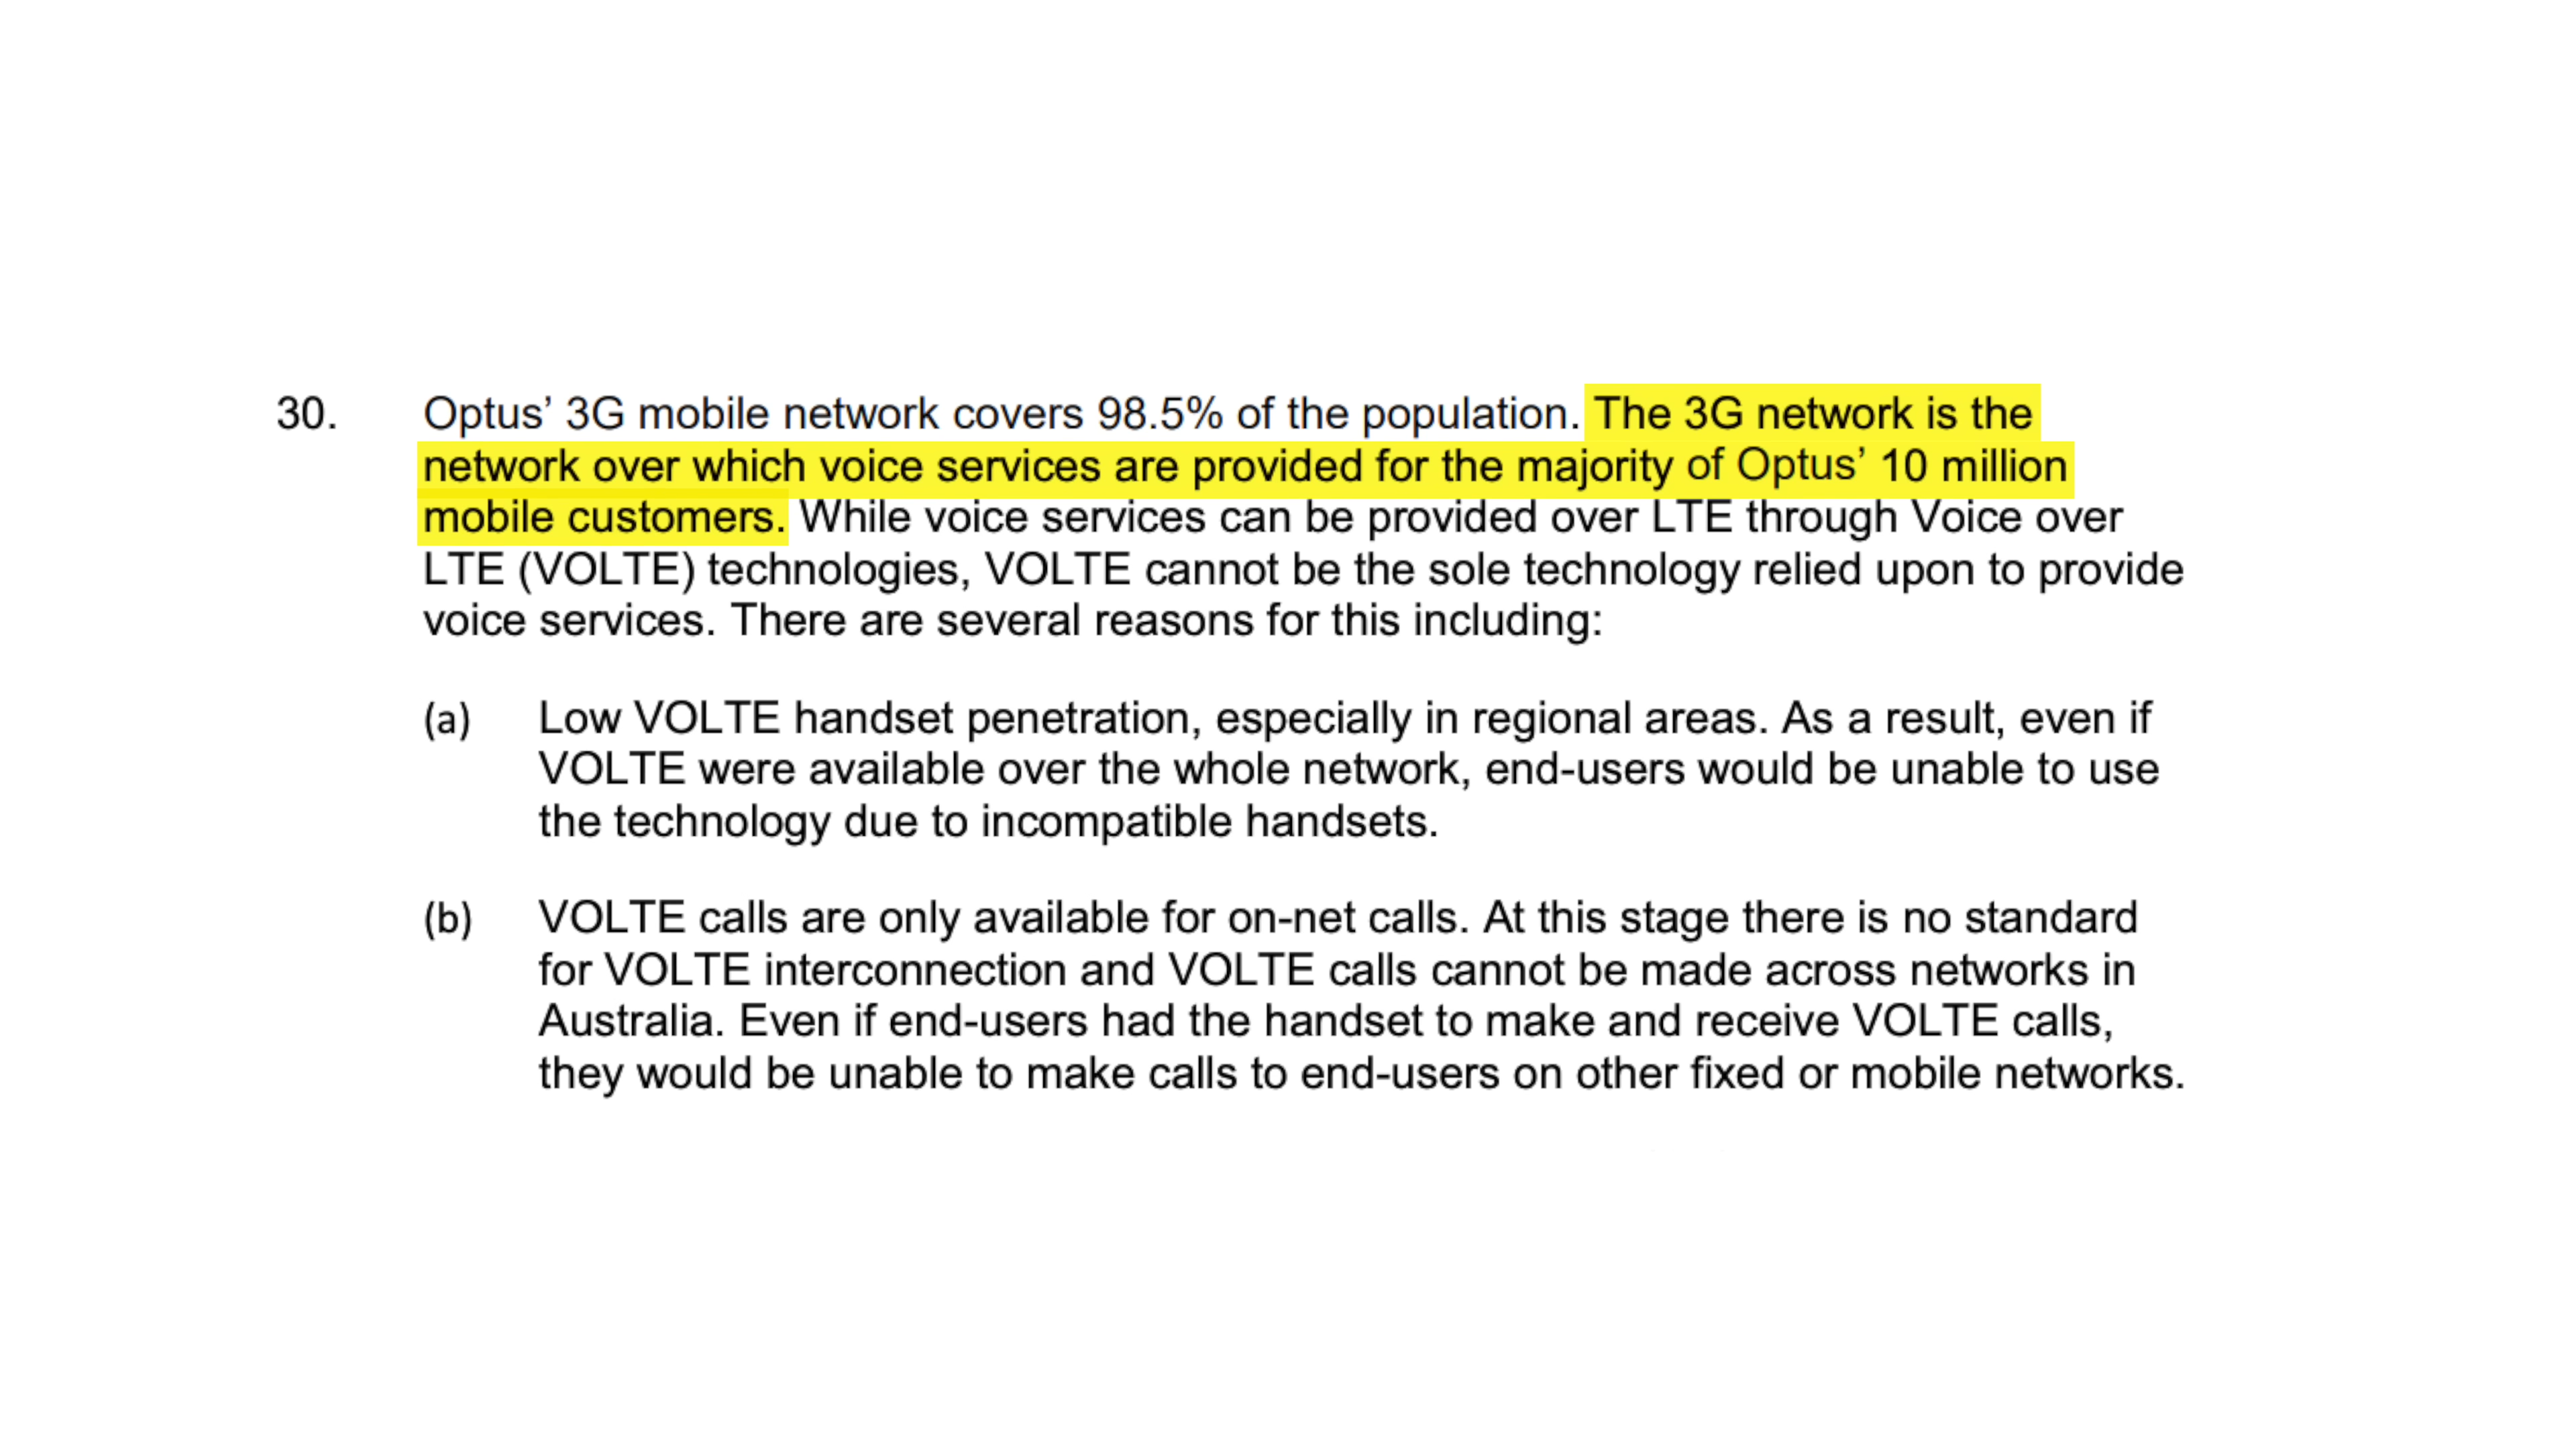 30. Optus’ 3G mobile network covers 98.5% of the population. The 3G network is the
network over which voice services are provided for the majority of Optus’ 10 million
mobile customers. While voice services can be provided over LTE through Voice over
LTE (VOLTE) technologies, VOLTE cannot be the sole technology relied upon to provide
voice services. There are several reasons for this including:
(a) Low VOLTE handset penetration, especially in regional areas. As a result, even if
VOLTE were available over the whole network, end-users would be unable to use
the technology due to incompatible handsets.
(b) VOLTE calls are only available for on-net calls. At this stage there is no standard
for VOLTE interconnection and VOLTE calls cannot be made across networks in
Australia. Even if end-users had the handset to make and receive VOLTE calls,
they would be unable to make calls to end-users on other fixed or mobile networks.